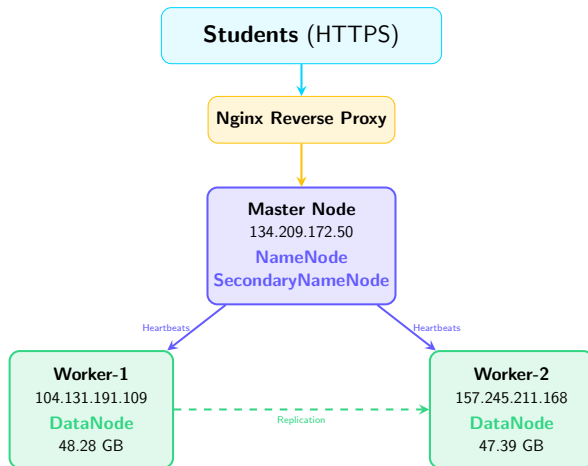 Students (HTTPS)
Nginx Reverse Proxy
Master Node
134.209.172.50
NameNode
SecondaryNameNode
Heartbeats
Heartbeats
Worker-1
104.131.191.109
DataNode
48.28 GB
Replication
Worker-2
157.245.211.168
DataNode
47.39 GB